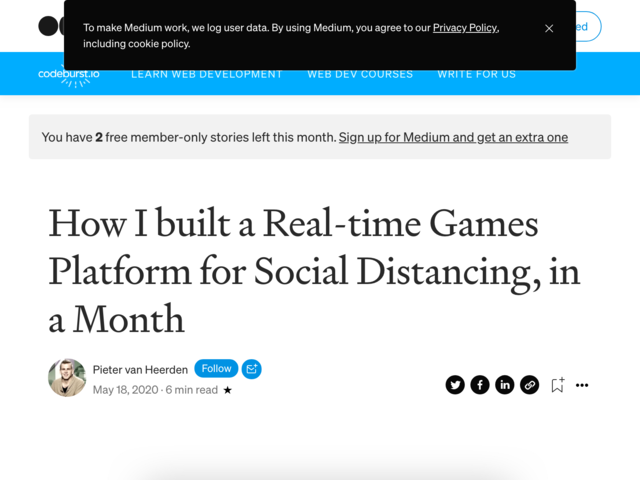 To make Medium work, we log user data. By using Medium, you agree to our Privacy Policy,
including cookie policy.
ed
codeburst.io
LEARN WEB DEVELOPMENT
WEB DEV COURSES
WRITE FOR US
You have 2 free member-only stories left this month. Sign up for Medium and get an extra one
How I built a Real-time Games
Platform for Social Distancing, in
a Month
Pieter van Heerden
Follow
May 18, 2020 · 6 min read ★